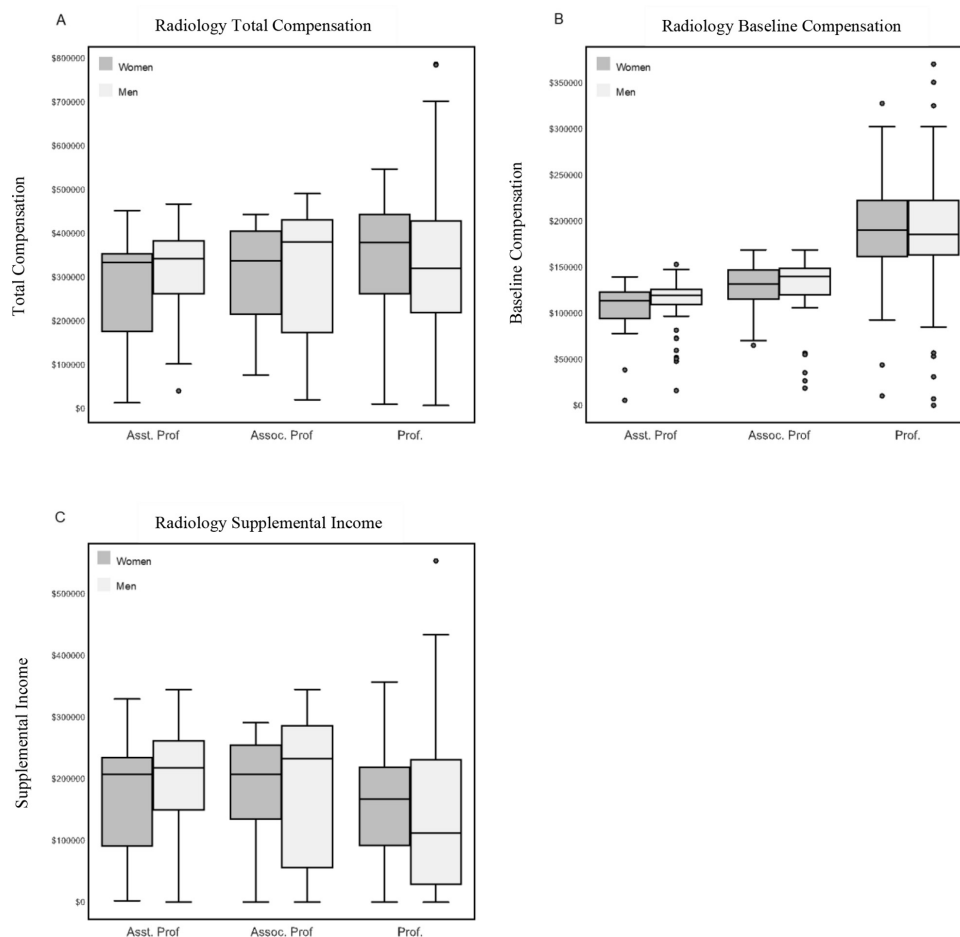 A
Radiology Total Compensation
Women
Men
$800000
$700000
$600000
$500000
$400000
$300000
$200000
$100000
$0
Total Compensation
Asst. Prof
Assoc. Prof
Prof.
B
Radiology Baseline Compensation
Women
Men
$350000
$300000
$250000
$200000
$150000
$100000
$50000
$0
Baseline Compensation
Asst. Prof
Assoc. Prof
Prof.
C
Radiology Supplemental Income
Women
Men
$500000
$400000
$300000
$200000
$100000
$0
Supplemental Income
Asst. Prof
Assoc. Prof
Prof.